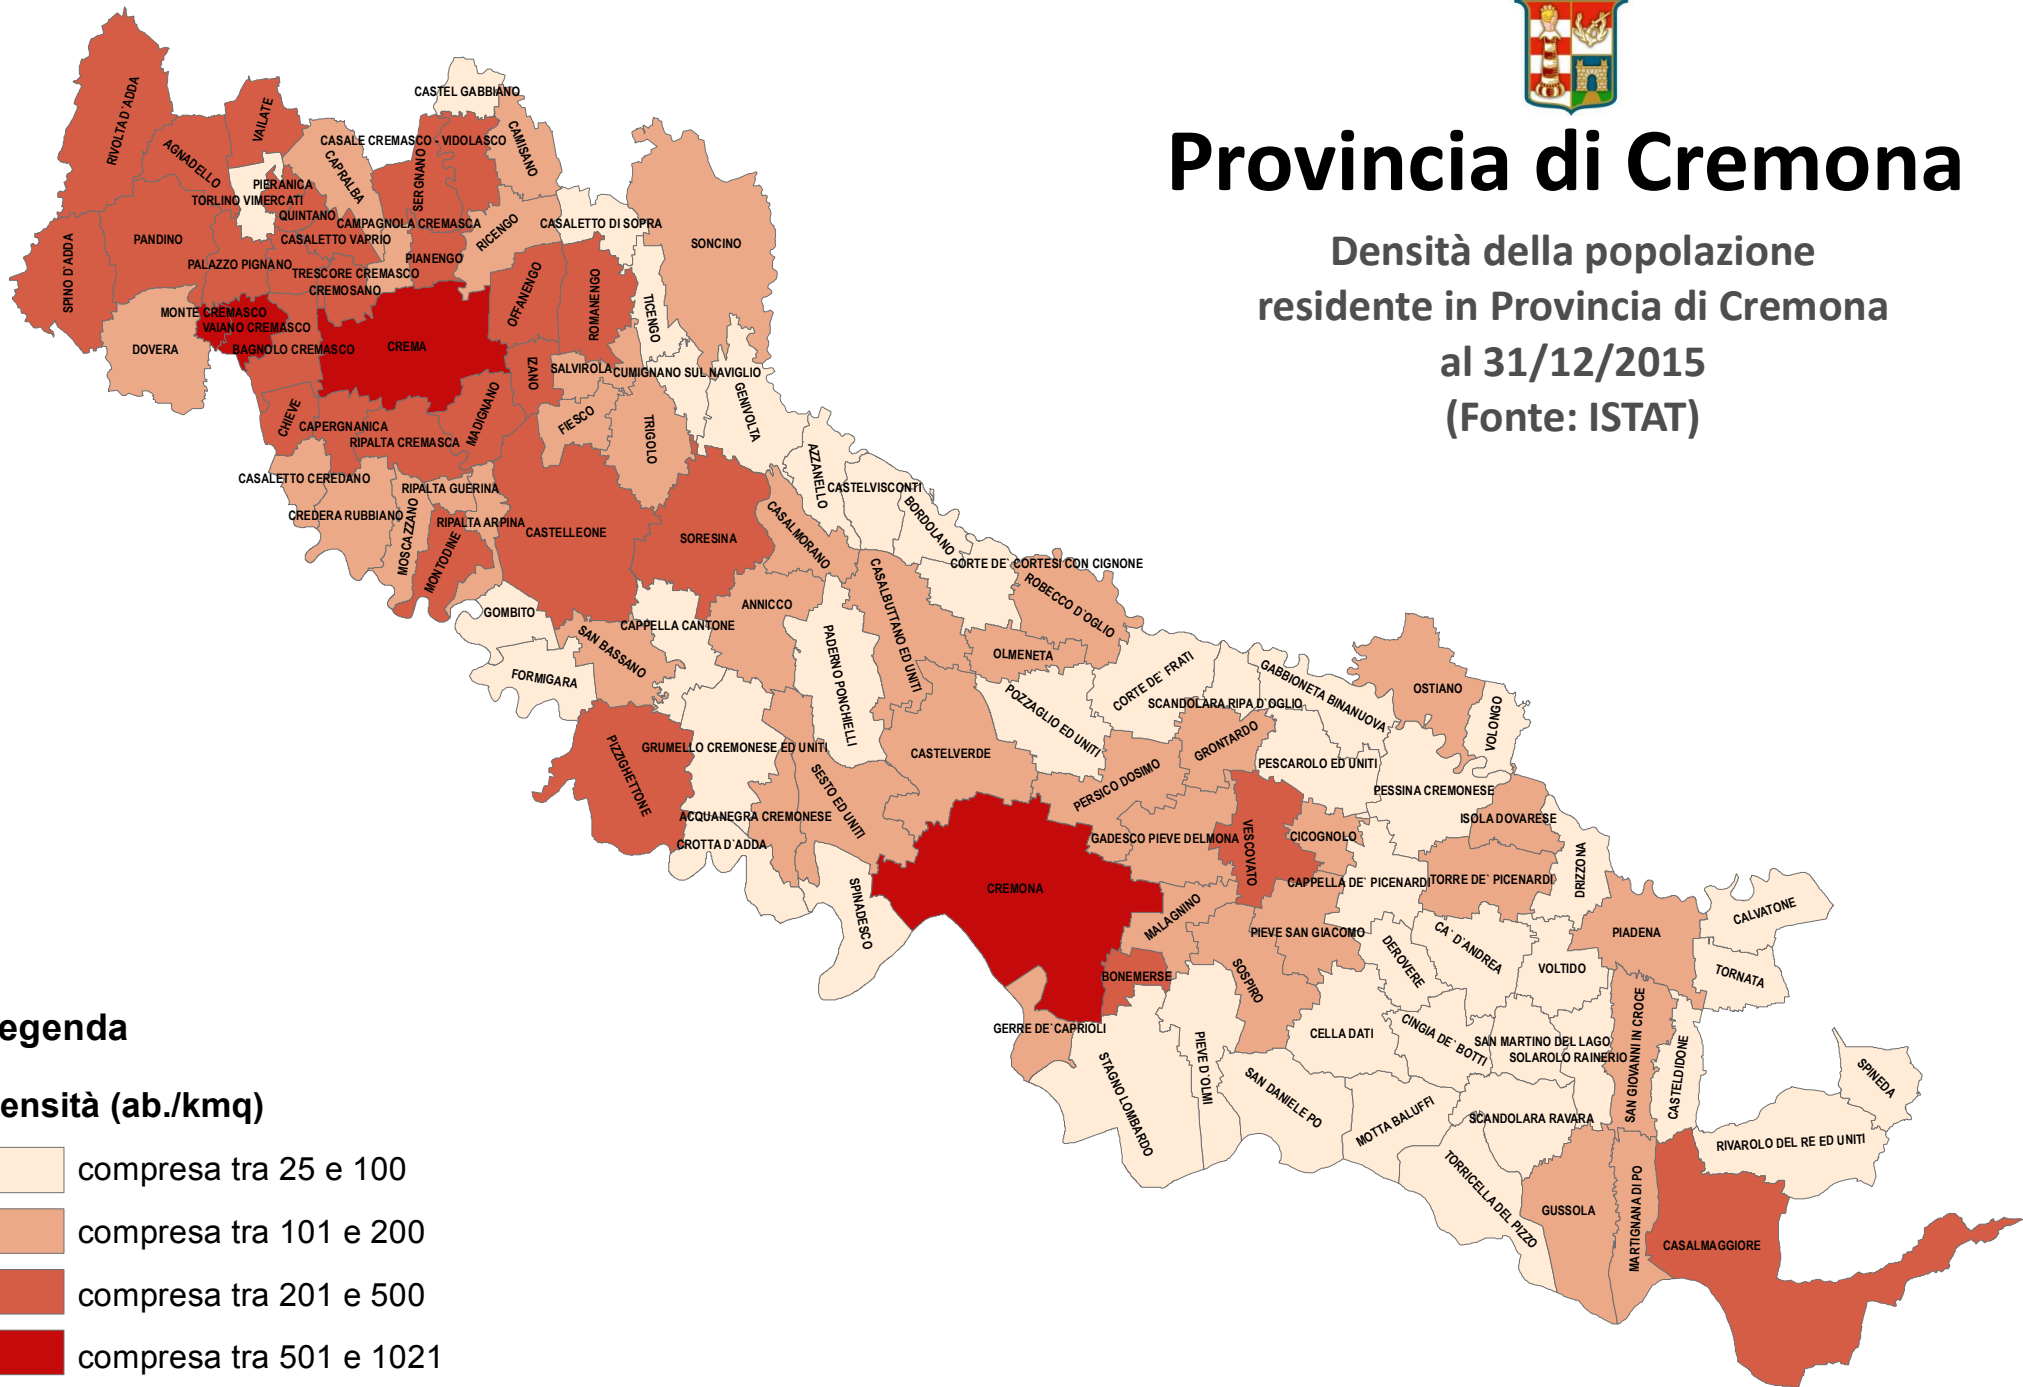 Provincia di Cremona
Densità della popolazione
residente in Provincia di Cremona
al 31/12/2015
(Fonte: ISTAT)
RIVOLTA D`ADDA
AGNADELLO
VAILATE
CASTEL GABBIANO
CASALE CREMASCO - VIDOLASCO
CAMISANO
CAPRALBA
SERGNANO
PIERANICA
TORLINO VIMERCATI
QUINTANO
CAMPAGNOLA CREMASCA
RICENGO
CASALETTO DI SOPRA
SONCINO
SPINO D`ADDA
PANDINO
CASALETTO VAPRIO
PALAZZO PIGNANO
TRESCORE CREMASCO
PIANENGO
CREMOSANO
OFFANENGO
ROMANENGO
TICENGO
MONTE CREMASCO
VAIANO CREMASCO
DOVERA
BAGNOLO CREMASCO
CREMA
IZANO
SALVIROLA
CUMIGNANO SUL NAVIGLIO
GENIVOLTA
CHIEVE
CAPERGNANICA
RIPALTA CREMASCA
MADIGNANO
FIESCO
TRIGOLO
AZZANELLO
CASALETTO CEREDANO
RIPALTA GUERINA
CASTELVISCONTI
BORDOLANO
CREDERA RUBBIANO
MOSCAZZANO
RIPALTA ARPINA
MONTODINE
CASTELLEONE
SORESINA
CASALMORANO
CORTE DE` CORTESI CON CIGNONE
ROBECCO D`OGLIO
CASALBUTTANO ED UNITI
GOMBITO
CAPPELLA CANTONE
ANNICCO
PADERNO PONCHIELLI
SAN BASSANO
FORMIGARA
OLMENETA
CORTE DE` FRATI
POZZAGLIO ED UNITI
SCANDOLARA RIPA D`OGLIO
GABBIONETA BINANUOVA
OSTIANO
VOLONGO
PIZZIGHETTONE
GRUMELLO CREMONESE ED UNITI
CASTELVERDE
GRONTARDO
PESCAROLO ED UNITI
PERSICO DOSIMO
PESSINA CREMONESE
SESTO ED UNITI
ACQUANEGRA CREMONESE
CROTTA D`ADDA
ISOLA DOVARESE
GADESCO PIEVE DELMONA
VESCOVATO
CICOGNOLO
DRIZZONA
SPINADESCO
CREMONA
CAPPELLA DE` PICENARDI
TORRE DE` PICENARDI
CALVATONE
MALAGNINO
PIEVE SAN GIACOMO
DEROVERE
CA` D`ANDREA
PIADENA
VOLTIDO
TORNATA
BONEMERSE
SOSPIRO
GERRE DE`CAPRIOLI
STAGNO LOMBARDO
PIEVE D`OLMI
CELLA DATI
CINGIA DE` BOTTI
SAN MARTINO DEL LAGO
SOLAROLO RAINERIO
SAN GIOVANNI IN CROCE
CASTELDIDONE
SPINEDA
SAN DANIELE PO
MOTTA BALUFFI
SCANDOLARA RAVARA
RIVAROLO DEL RE ED UNITI
TORRICELLA DEL PIZZO
GUSSOLA
MARTIGNANA DI PO
CASALMAGGIORE
egenda
ensità (ab./kmq)
compresa tra 25 e 100
compresa tra 101 e 200
compresa tra 201 e 500
compresa tra 501 e 1021